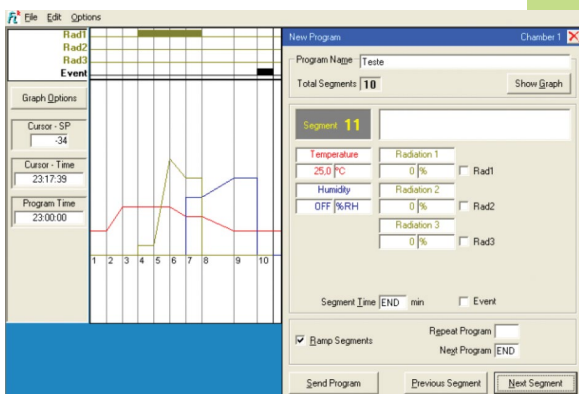 File Edit Options
Rad1
Rad2
Rad3
Event
Graph Options
Cursor - SP
-34
Cursor - Time
23:17:39
Program Time
23:00:00
1 2 3 4 5 6 7 8 9 10
New Program Chamber 1
Program Name Teste
Total Segments 10 Show Graph
Segment 11
Temperature Radiation 1
25,0 °C 0 % Rad1
Humidity Radiation 2
OFF %RH 0 % Rad2
Radiation 3
0 % Rad3
Segment Time END min Event
Ramp Segments Repeat Program
Next Program END
Send Program Previous Segment Next Segment